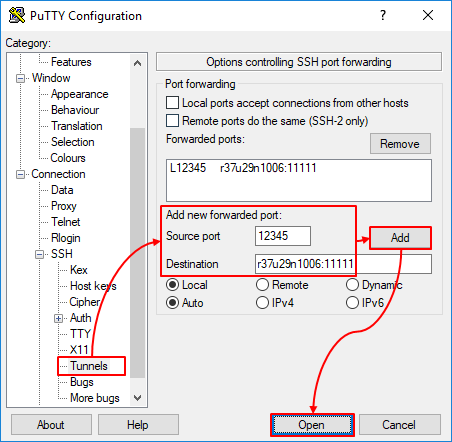 PuTTY Configuration
?
Category:
Features
Window
Appearance
Behaviour
Translation
Selection
Colours
Connection
Data
Proxy
Telnet
Rlogin
SSH
Kex
Host keys
Cipher
Auth
TTY
X11
Tunnels
Bugs
More bugs
Options controlling SSH port forwarding
Port forwarding
Local ports accept connections from other hosts
Remote ports do the same (SSH-2 only)
Forwarded ports:
Remove
L12345 r37u29n1006:11111
Add new forwarded port:
Source port 12345
Add
Destination r37u29n1006:11111
Local Remote Dynamic
Auto IPv4 IPv6
About Help Open Cancel